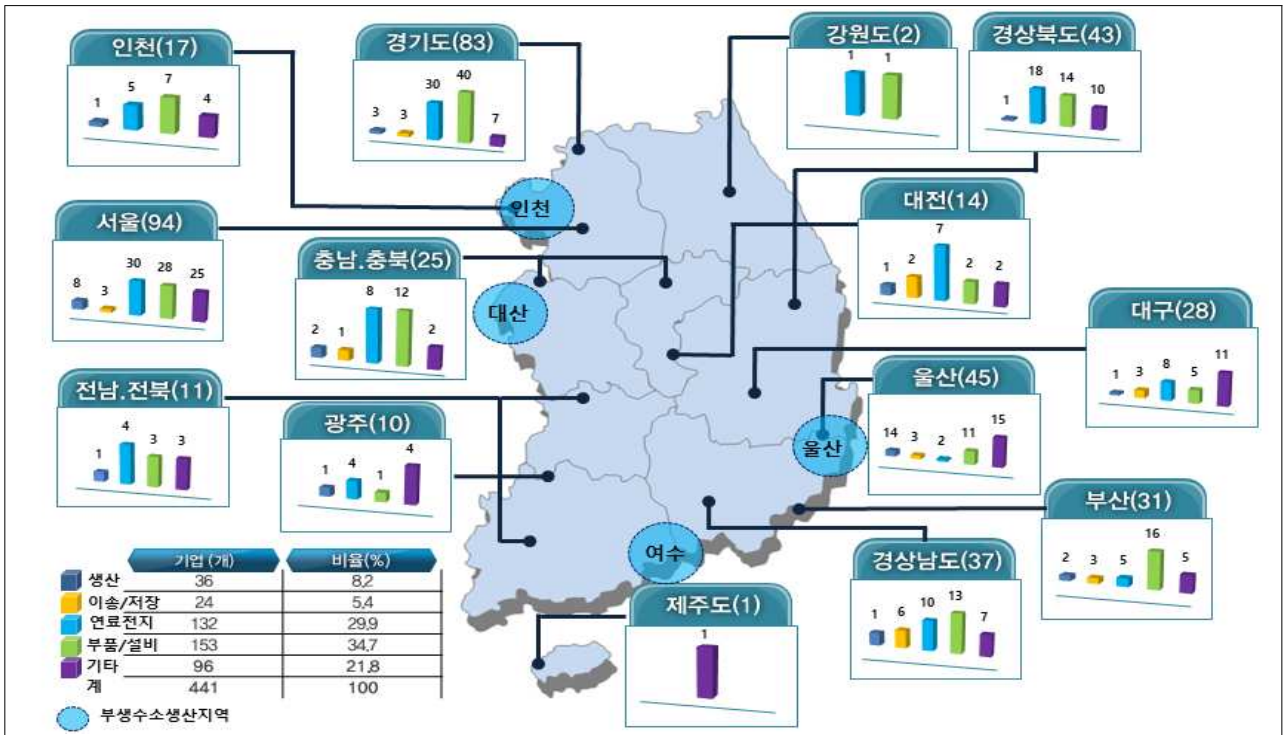 인천(17)
1 5 7 4
경기도(83)
3 3 30 40 7
강원도(2)
1 1
경상북도(43)
1 18 14 10
서울(94)
8 3 30 28 25
충남.충북(25)
2 1 8 12 2
대전(14)
1 2 7 2 2
대구(28)
1 3 8 5 11
전남.전북(11)
1 4 3 3
광주(10)
1 4 1 4
울산(45)
14 3 2 11 15
부산(31)
2 3 5 16 5
경상남도(37)
1 6 10 13 7
제주도(1)
1
인천
대산
울산
여수
기업 (개) 비율(%)
생산 36 8,2
이송/저장 24 5,4
연료전지 132 29,9
부품/설비 153 34,7
기타 96 21,8
계 441 100
부생수소생산지역